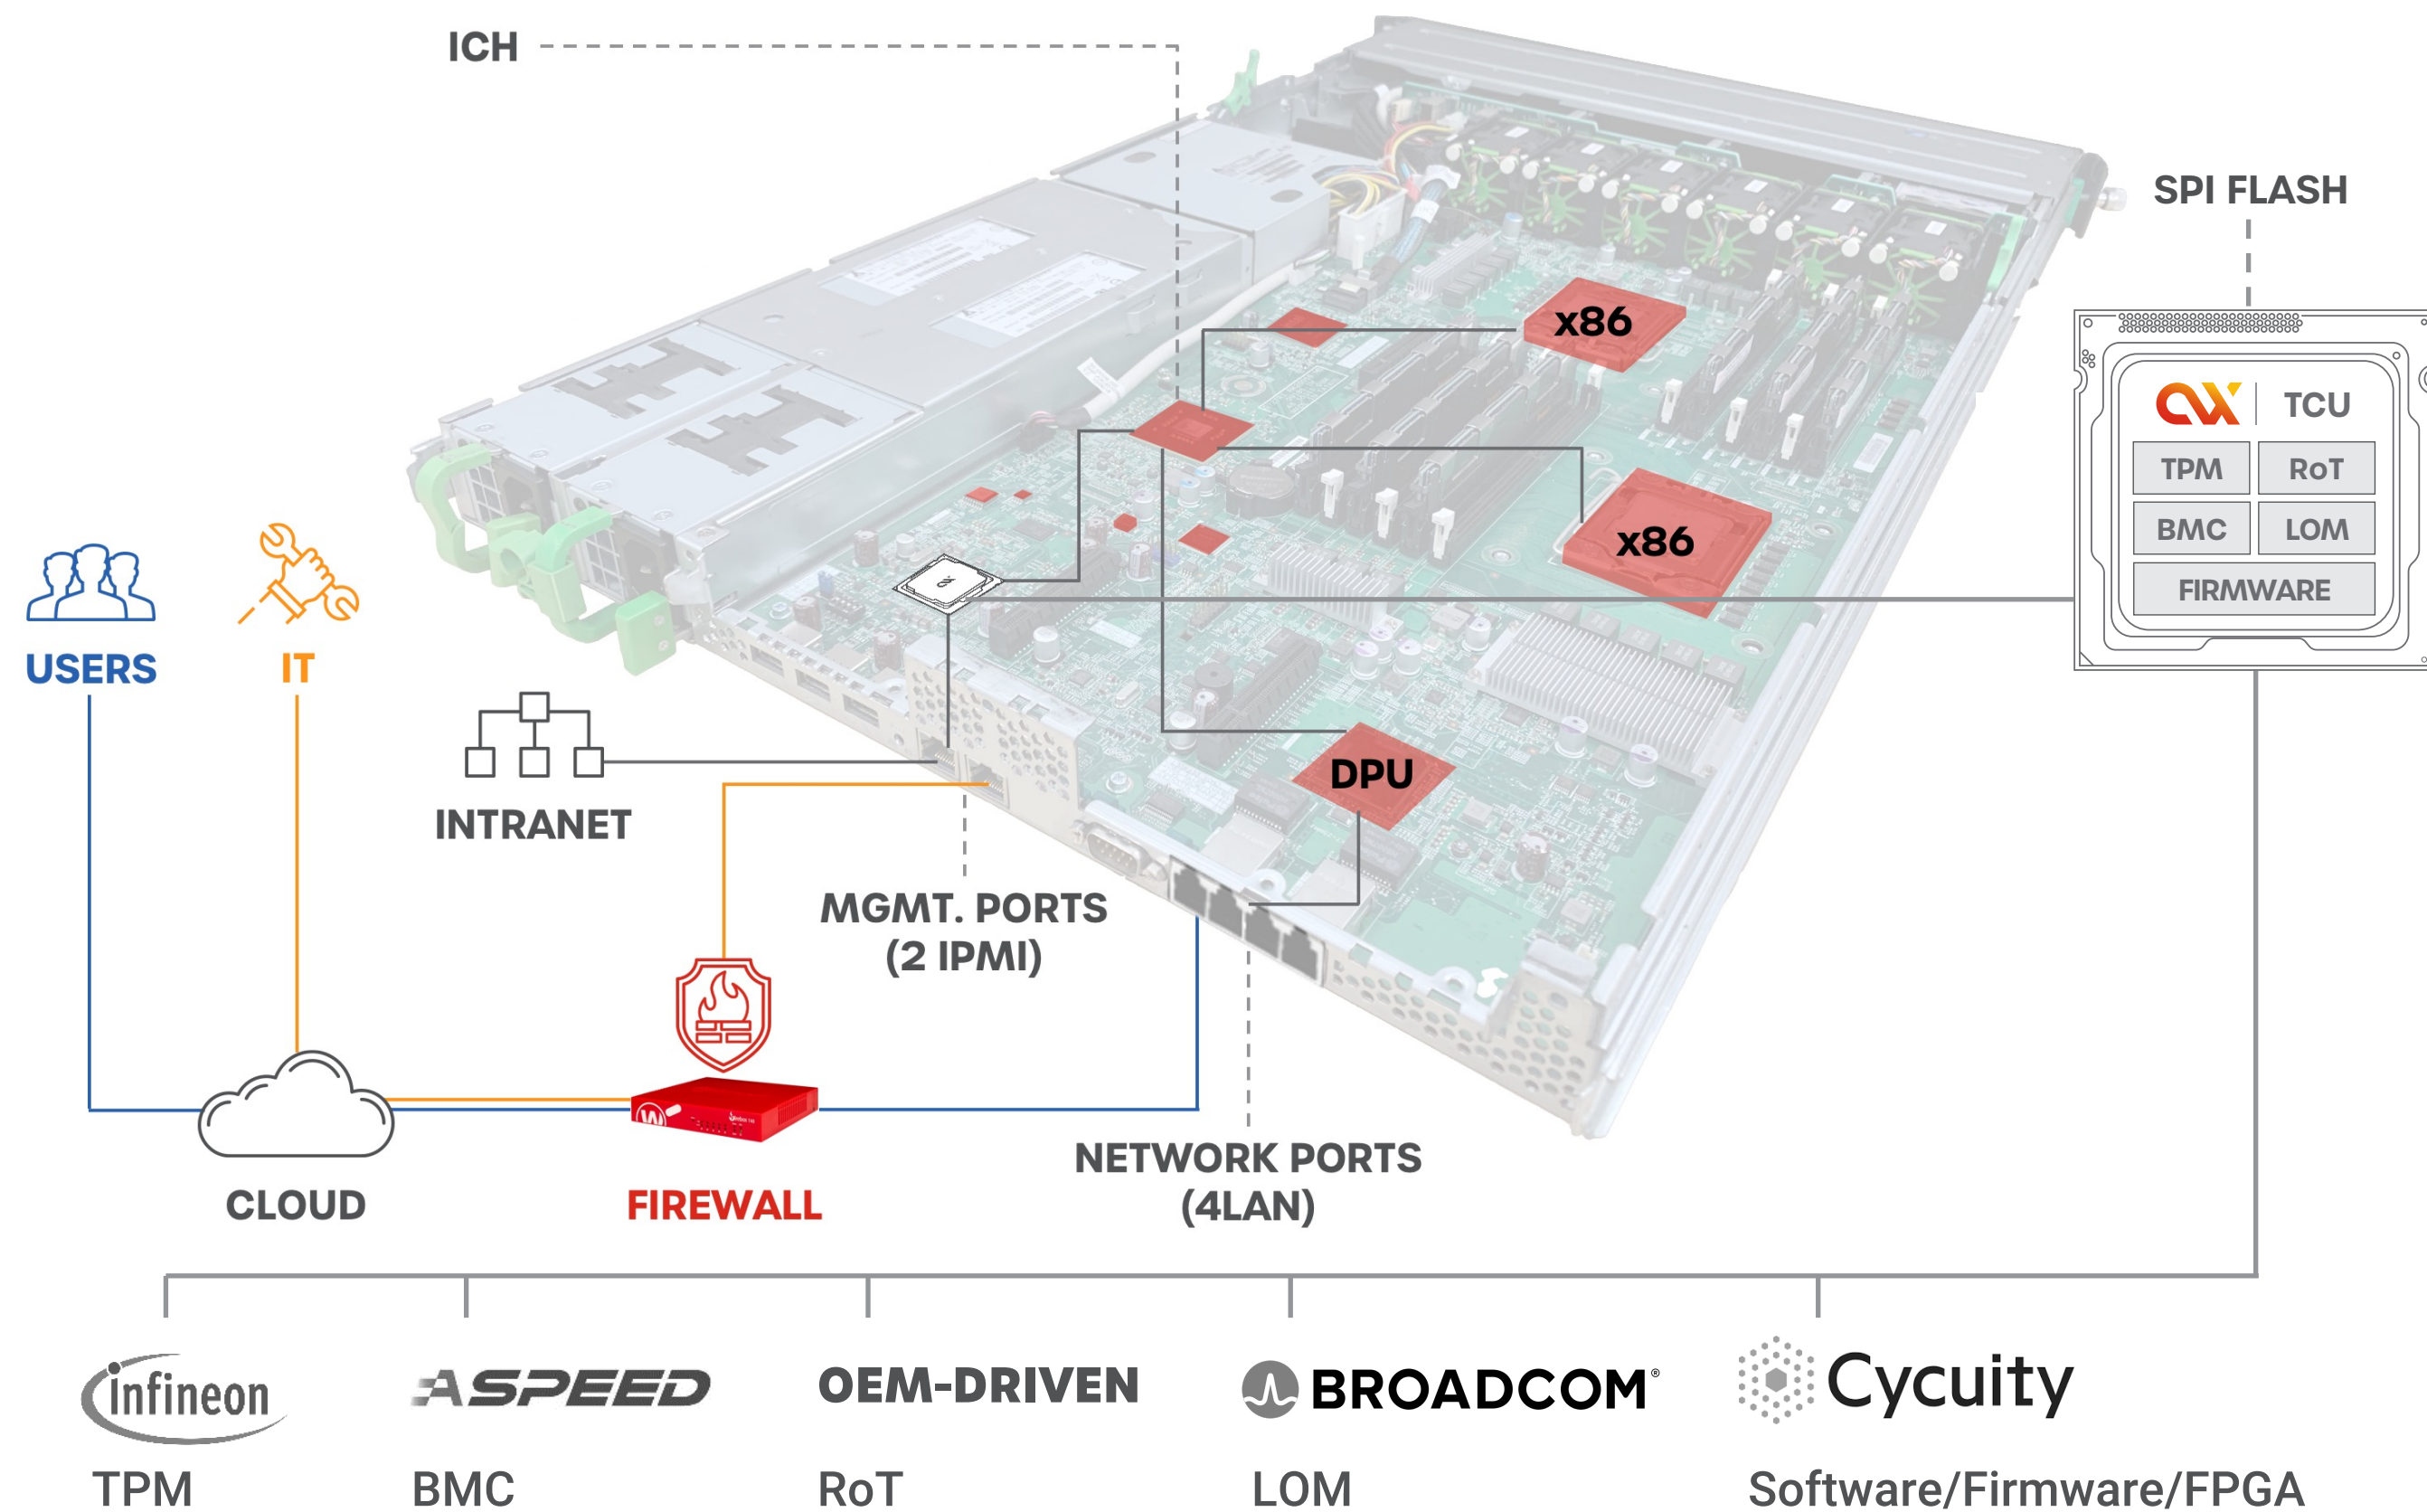 ICH
SPI FLASH
x86
TCU
TPM
RoT
BMC
LOM
FIRMWARE
x86
USERS
IT
INTRANET
DPU
MGMT. PORTS
(2 IPMI)
NETWORK PORTS
(4LAN)
CLOUD
FIREWALL
infineon
ASPEED
OEM-DRIVEN
BROADCOM®
Cycuity
TPM
BMC
RoT
LOM
Software/Firmware/FPGA